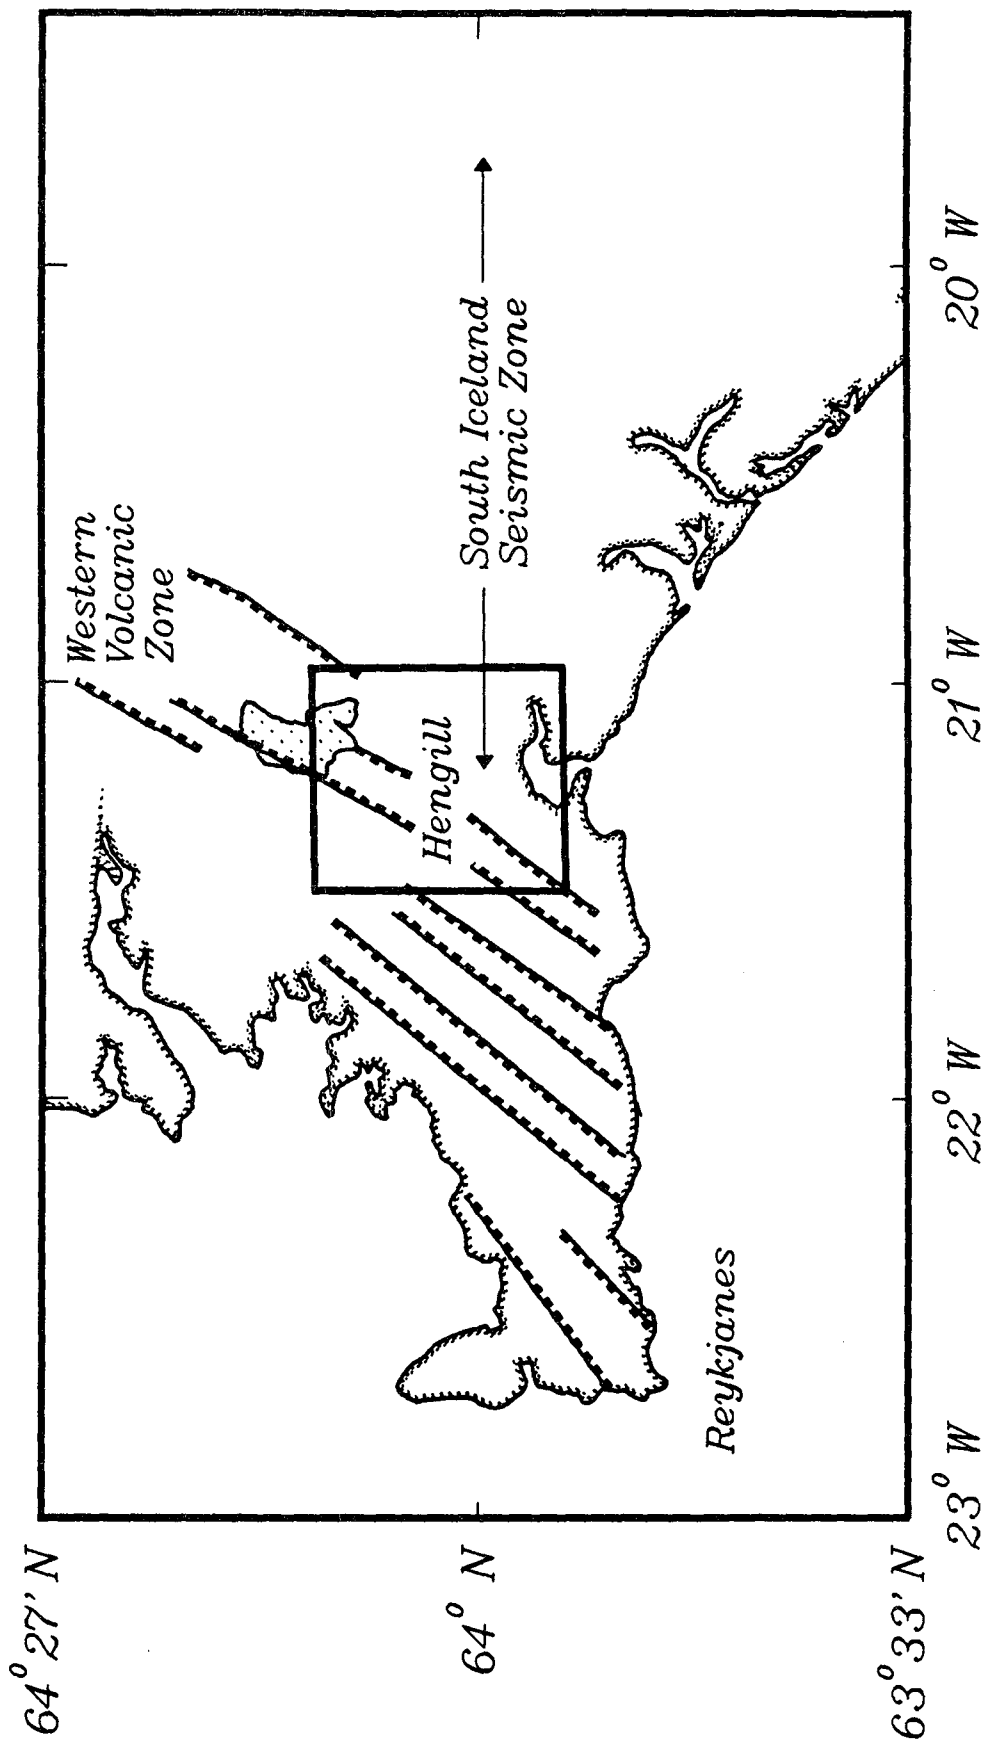 64° 27' N
64° N
63° 33' N
23° W
22° W
21° W
20° W
Western
Volcanic
Zone
South Iceland
Seismic Zone
Hengill
Reykjanes